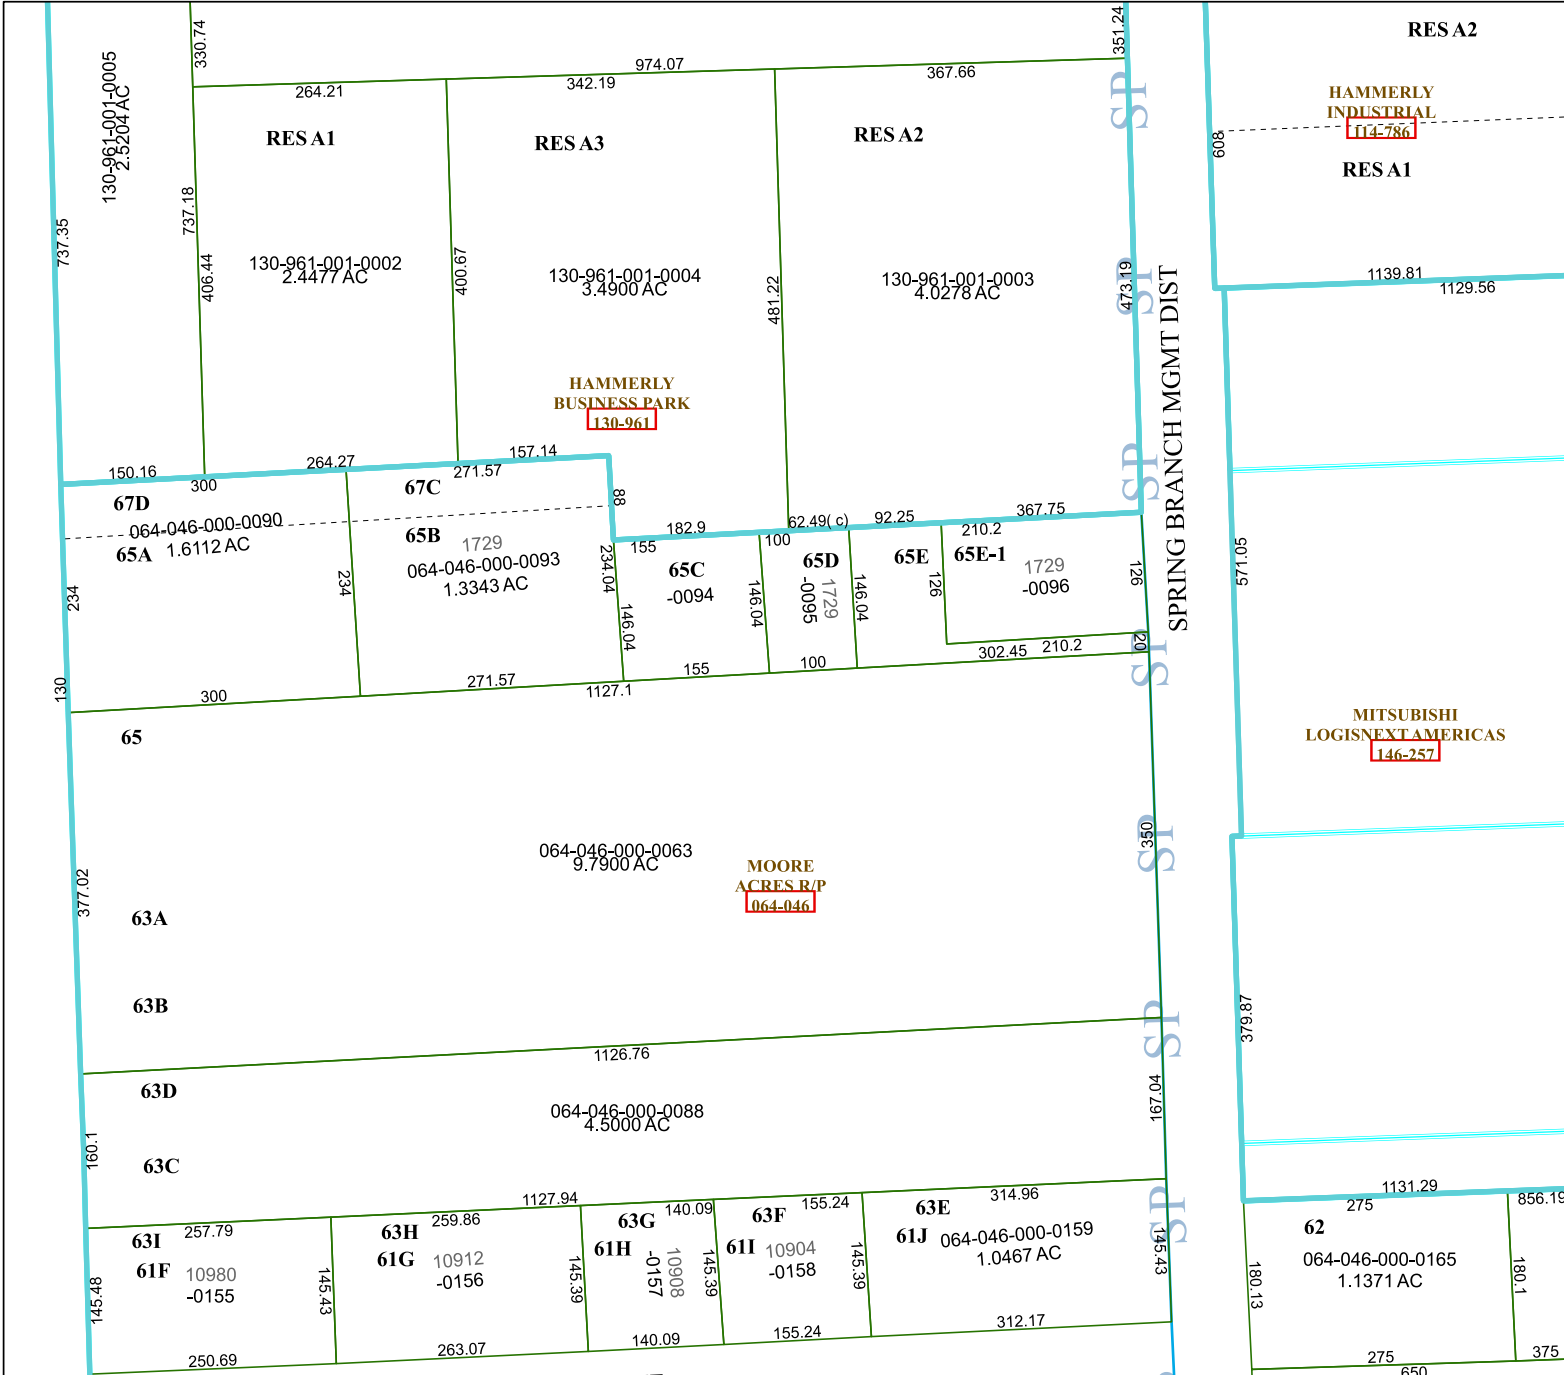 330.74
351.24
RES A2
974.07
264.21
342.19
367.66
130-961-001-0005
2.5204 AC
SP
HAMMERLY
INDUSTRIAL
114-786
RES A1
RES A3
RES A2
608
RES A1
737.35
737.18
406.44
130-961-001-0002
2.4477 AC
400.67
130-961-001-0004
3.4900 AC
481.22
130-961-001-0003
4.0278 AC
473.19
SP
SPRING BRANCH MGMT DIST
1139.81
1129.56
HAMMERLY
BUSINESS PARK
130-961
150.16
264.27
157.14
300
271.57
67D
67C
88
SP
064-046-000-0090
1.6112 AC
65A
65B
1729
064-046-000-0093
1.3343 AC
182.9
62.49( c)
92.25
367.75
155
100
210.2
234
234
234.04
146.04
65C
-0094
146.04
65D
1729
-0095
146.04
65E
126
65E-1
1729
-0096
126
571.05
20
302.45
210.2
SP
130
300
271.57
1127.1
155
100
65
MITSUBISHI
LOGISNEXT AMERICAS
146-257
377.02
064-046-000-0063
9.7900 AC
MOORE
ACRES R/P
064-046
350
SP
63A
63B
379.87
SP
1126.76
63D
064-046-000-0088
4.5000 AC
167.04
160.1
63C
1127.94
140.09
155.24
314.96
1131.29
275
856.19
SP
63I
257.79
61F
10980
-0155
63H
259.86
61G
10912
-0156
63G
61H
10908
-0157
63F
61I
10904
-0158
63E
61J
064-046-000-0159
1.0467 AC
62
064-046-000-0165
1.1371 AC
145.48
145.43
145.39
145.39
145.39
145.43
180.13
180.1
250.69
263.07
140.09
155.24
312.17
275
375
650